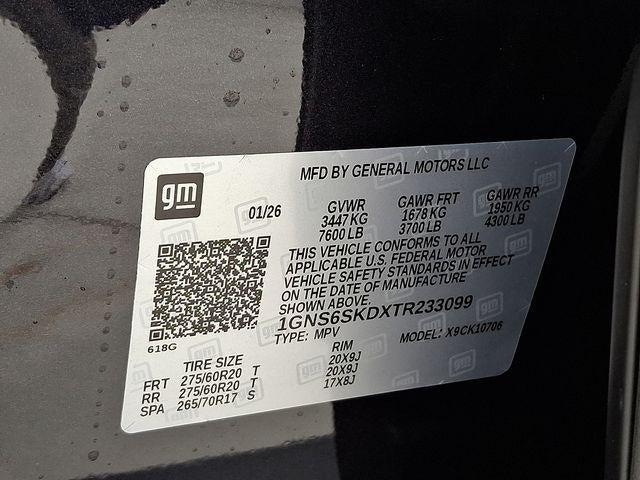 gm
MFD BY GENERAL MOTORS LLC
01/26 GVWR GAWR FRT GAWR RR
3447 KG 1678 KG 1950 KG
7600 LB 3700 LB 4300 LB
THIS VEHICLE CONFORMS TO ALL
APPLICABLE U.S. FEDERAL MOTOR
VEHICLE SAFETY STANDARDS IN EFFECT
ON THE DATE OF MANUFACTURE
SHOWN ABOVE.
1GNS6SKDXTR233099
TYPE: MPV MODEL: X9CK10706
618G
TIRE SIZE RIM
FRT 275/60R20 T 20X9J
RR 275/60R20 T 20X9J
SPA 265/70R17 S 17X8J